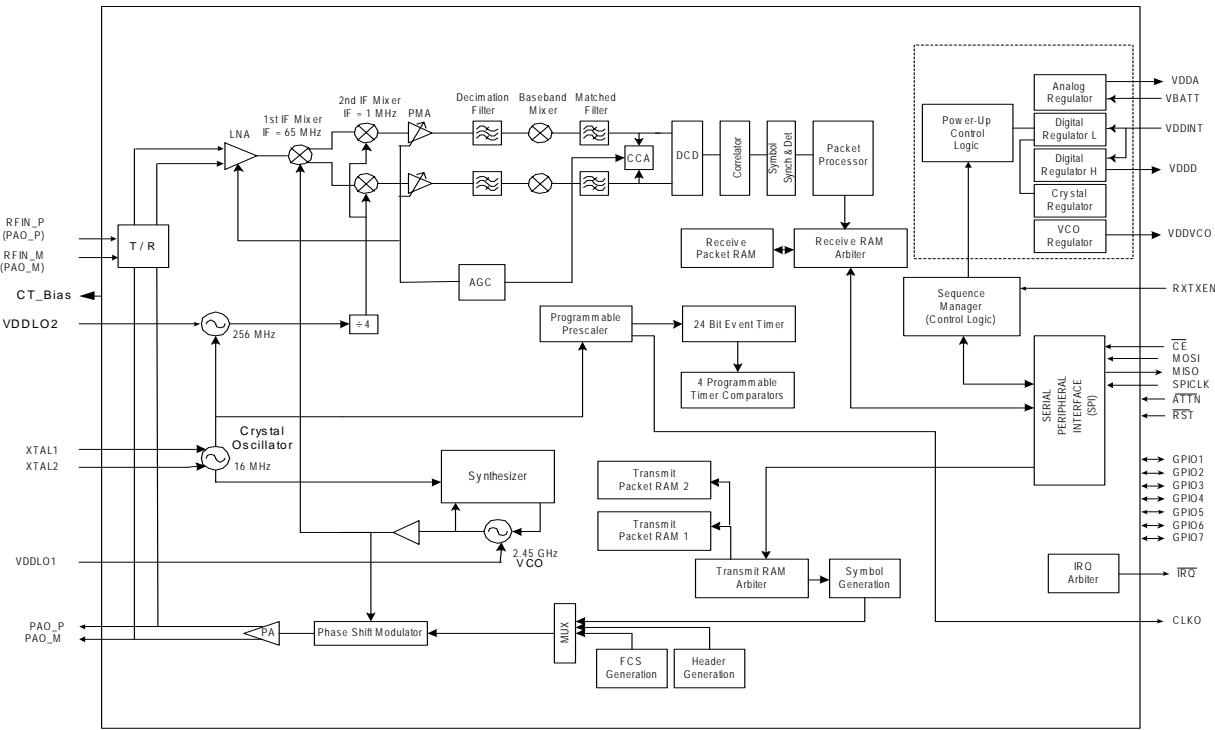 2nd IF Mixer
IF = 1 MHz
PMA
Decimation
Filter
Baseband
Mixer
Matched
Filter
1st IF Mixer
IF = 65 MHz
LNA
CCA
DCD
Correlator
Symbol
Synch & Det
Packet
Processor
Power-Up
Control
Logic
Analog
Regulator
Digital
Regulator L
Digital
Regulator H
Crystal
Regulator
VCO
Regulator
VDDA
VBATT
VDDINT
VDDD
VDDVCO
RFIN_P
(PAO_P)
RFIN_M
(PAO_M)
T / R
CT_Bias
VDDLO2
256 MHz
÷4
AGC
Receive
Packet RAM
Receive RAM
Arbiter
Sequence
Manager
(Control Logic)
RXTXEN
Programmable
Prescaler
24 Bit Event Timer
4 Programmable
Timer Comparators
SERIAL
PERIPHERAL
INTERFACE
(SPI)
CE
MOSI
MISO
SPICLK
ATTN
RST
XTAL1
XTAL2
Crystal
Oscillator
16 MHz
Synthesizer
2.45 GHz
VCO
VDDLO1
Transmit
Packet RAM 2
Transmit
Packet RAM 1
Transmit RAM
Arbiter
Symbol
Generation
GPIO1
GPIO2
GPIO3
GPIO4
GPIO5
GPIO6
GPIO7
IRQ
Arbiter
IRQ
CLKO
PAO_P
PAO_M
PA
Phase Shift Modulator
MUX
FCS
Generation
Header
Generation